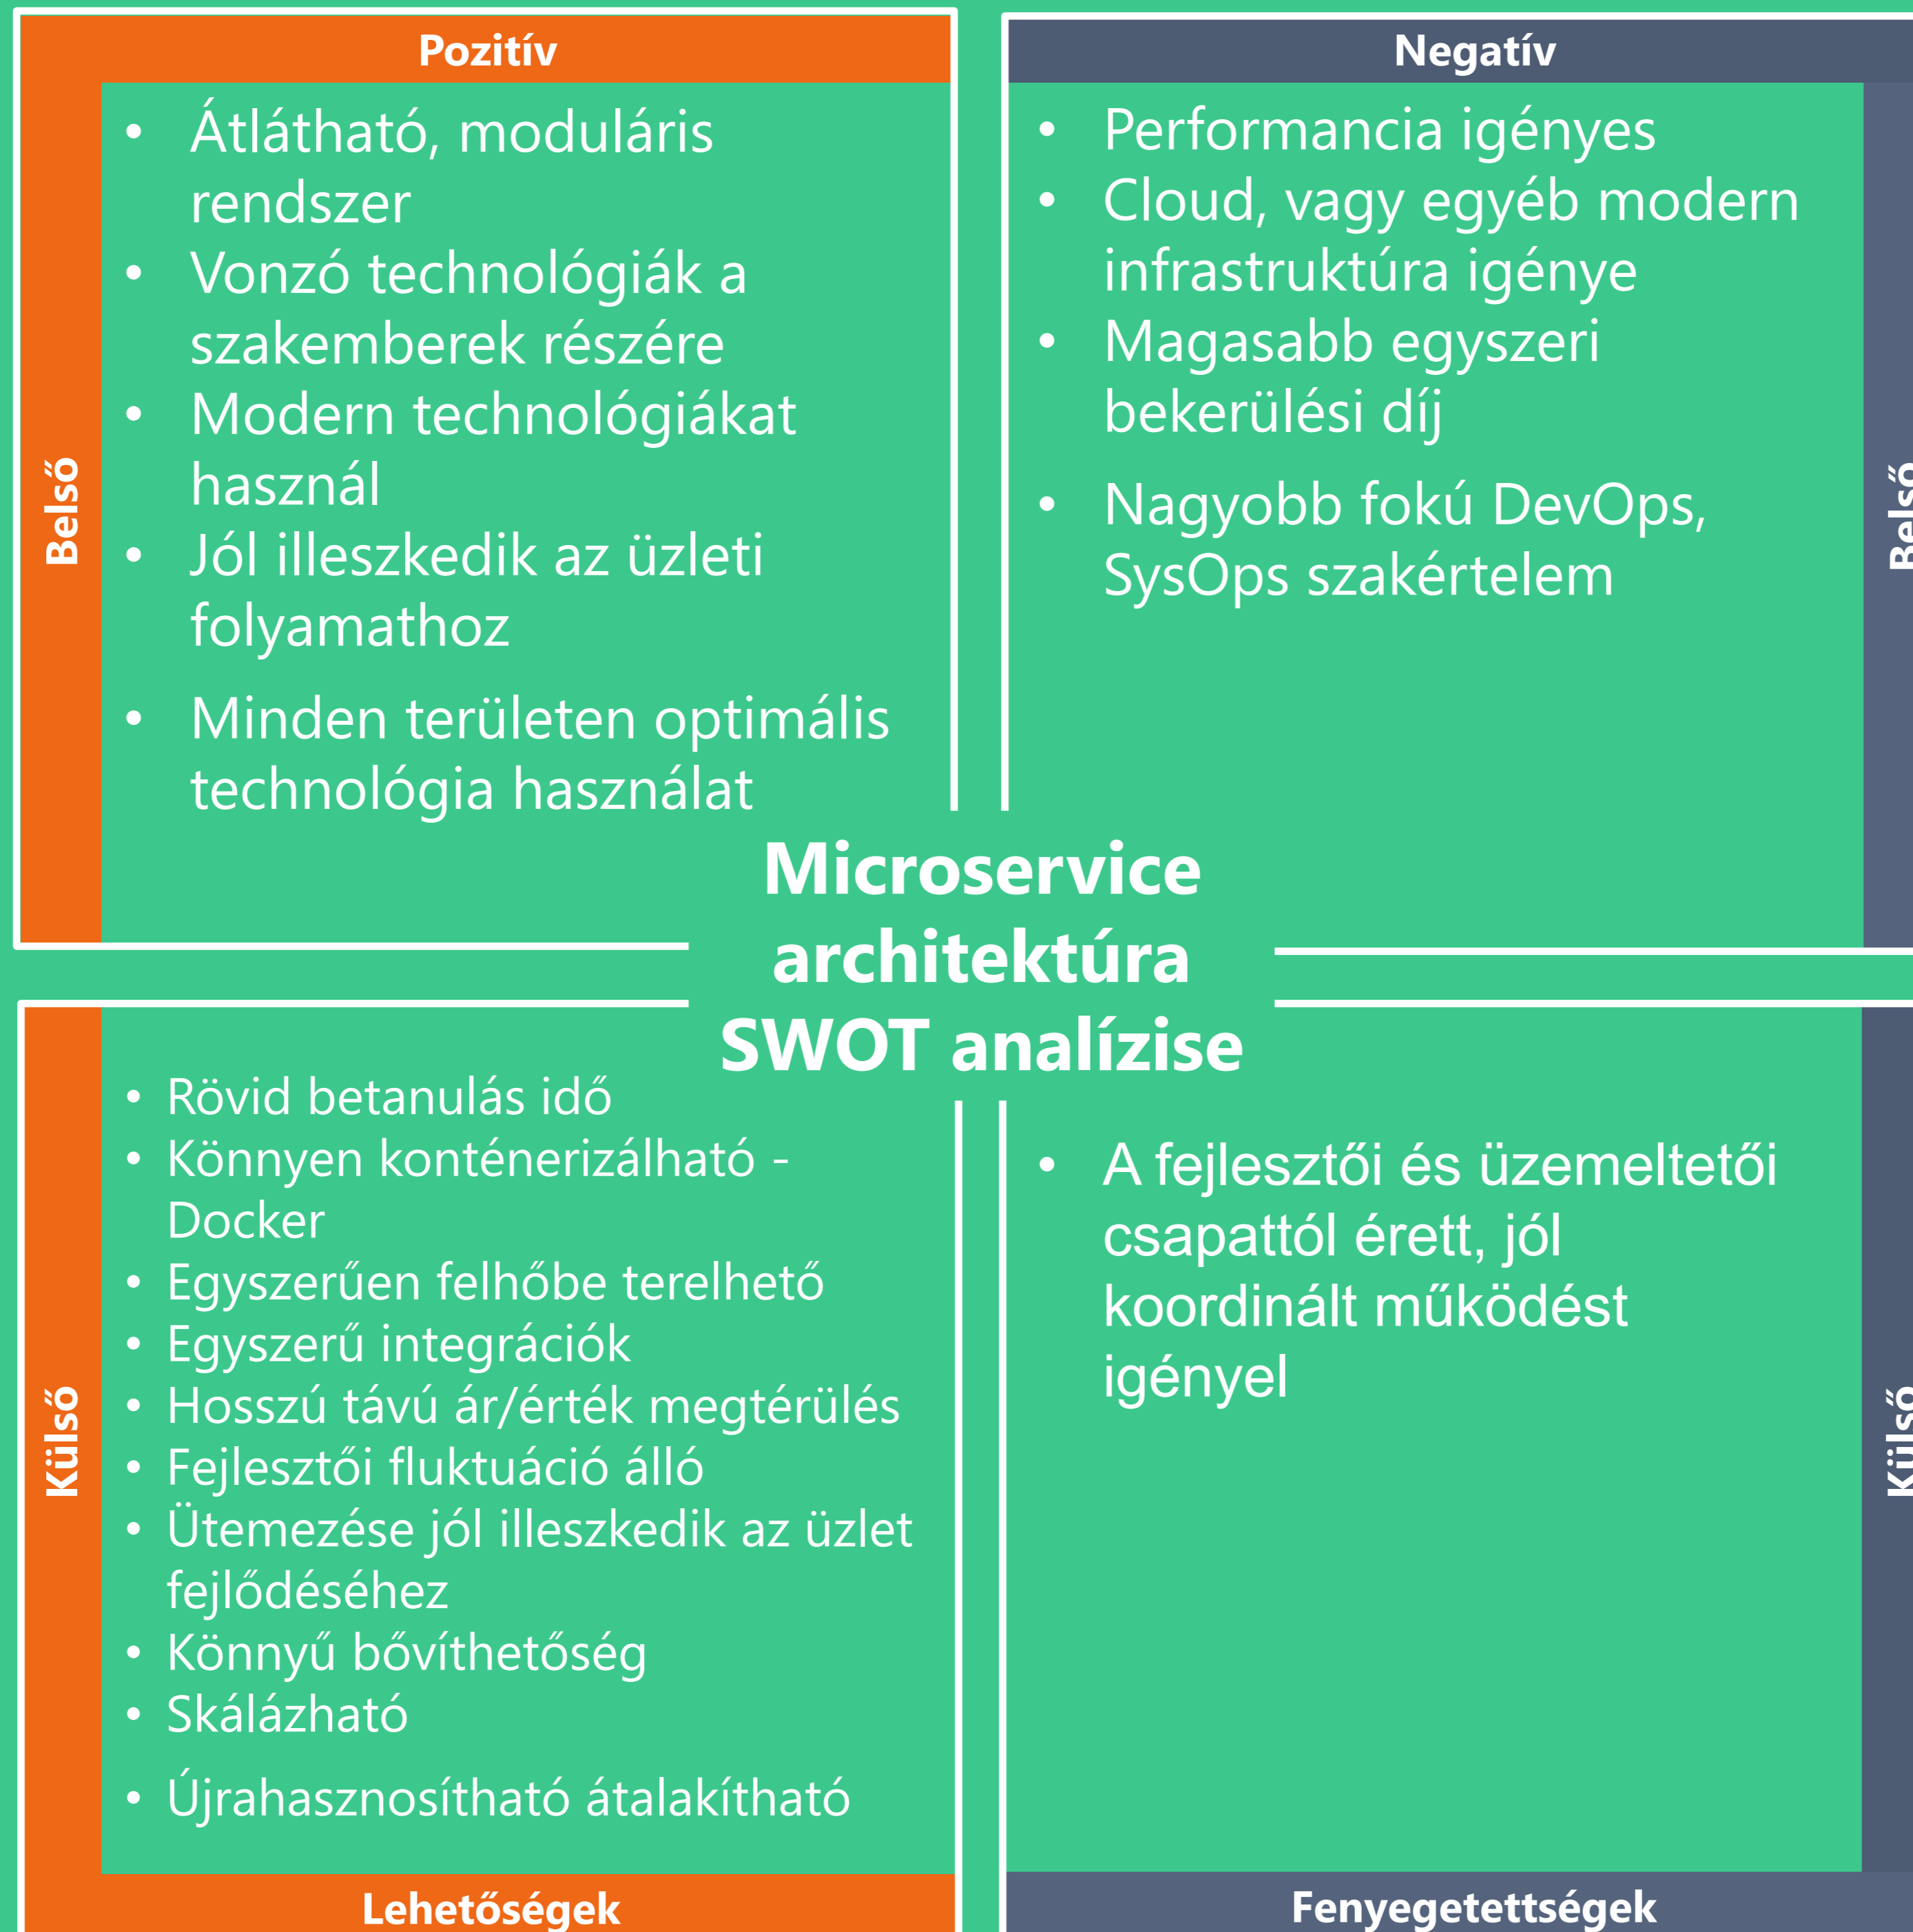 Pozitív
Belső
• Átlátható, moduláris
rendszer
• Vonzó technológiák a
szakemberek részére
• Modern technológiákat
használ
• Jól illeszkedik az üzleti
folyamathoz
• Minden területen optimális
technológia használat
Negatív
• Performancia igényes
• Cloud, vagy egyéb modern
infrastruktúra igénye
• Magasabb egyszeri
bekerülési díj
• Nagyobb fokú DevOps,
SysOps szakértelem
Belső
Microservice
architektúra
SWOT analízise
Külső
• Rövid betanulás idő
• Könnyen konténerizálható -
Docker
• Egyszerűen felhőbe terelhető
• Egyszerű integrációk
• Hosszú távú ár/érték megtérülés
• Fejlesztői fluktuáció álló
• Ütemezése jól illeszkedik az üzlet
fejlődéséhez
• Könnyű bővíthetőség
• Skálázható
• Újrahasznosítható átalakítható
Lehetőségek
• A fejlesztői és üzemeltetői
csapattól érett, jól
koordinált működést
igényel
Külső
Fenyegetettségek